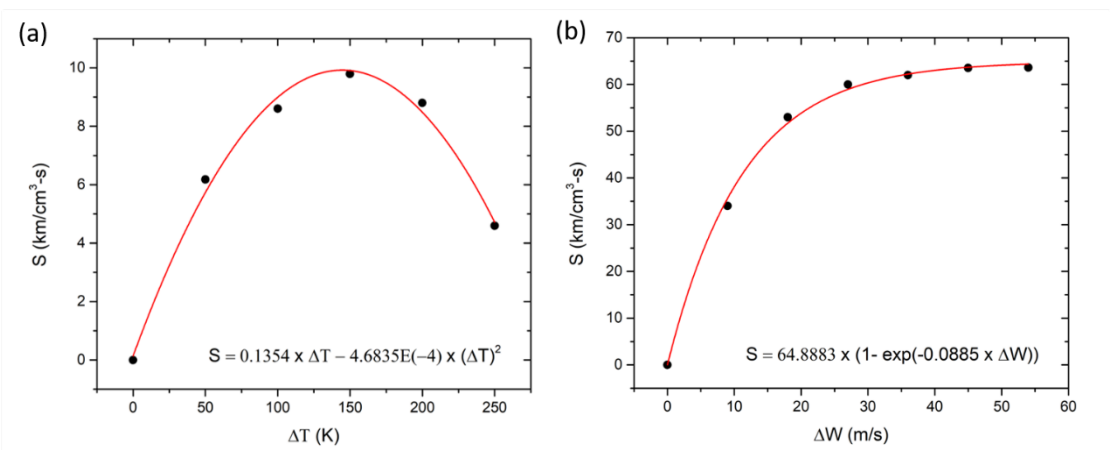 (a)
10
8
6
4
2
0
S (km/cm³-s)
S = 0.1354 x ΔT − 4.6835E(−4) x (ΔT)²
0 50 100 150 200 250
ΔT (K)
(b)
70
60
50
40
30
20
10
0
S (km/cm³-s)
S = 64.8883 x (1- exp(-0.0885 x ΔW))
0 10 20 30 40 50 60
ΔW (m/s)